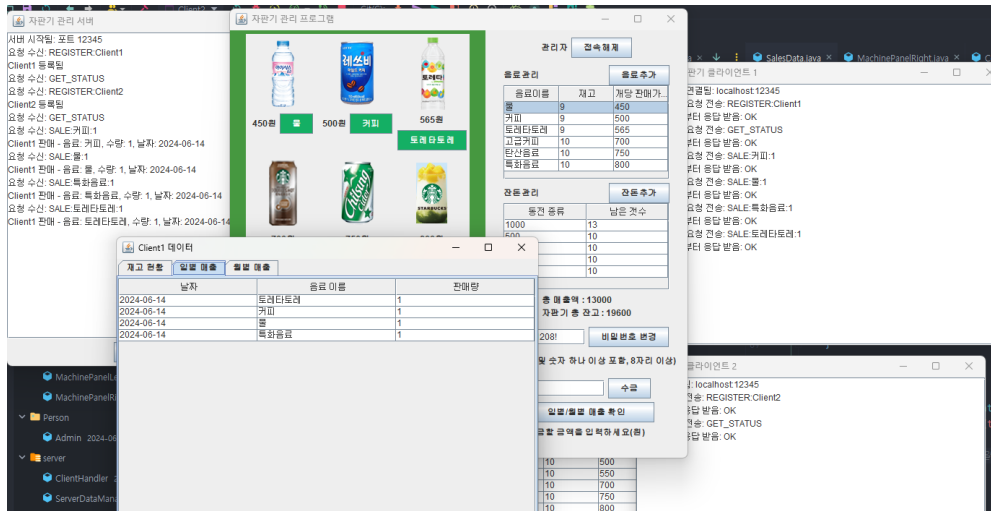 자판기 관리 서버
서버 시작됨: 포트 12345
요청 수신: REGISTER:Client1
Client1 등록됨
요청 수신: GET_STATUS
요청 수신: REGISTER:Client2
Client2 등록됨
요청 수신: GET_STATUS
요청 수신: SALE:커피:1
Client1 판매 - 음료: 커피, 수량: 1, 날짜: 2024-06-14
요청 수신: SALE:물:1
Client1 판매 - 음료: 물, 수량: 1, 날짜: 2024-06-14
요청 수신: SALE:특화음료:1
Client1 판매 - 음료: 특화음료, 수량: 1, 날짜: 2024-06-14
요청 수신: SALE:토레타토레:1
Client1 판매 - 음료: 토레타토레, 수량: 1, 날짜: 2024-06-14
자판기 관리 프로그램
레쓰비
토레타
450원 물 500원 커피 565원
토레타토레
Chilsung
STARBUCKS
관리자 접속해제
음료관리 음료추가
음료이름 재고 개당 판매가...
물 9 450
커피 9 500
토레타토레 9 565
고급커피 10 700
탄산음료 10 750
특화음료 10 800
잔돈관리 잔돈추가
동전 종류 남은 갯수
1000 13
500 10
10
10
10
총 매출액 : 13000
자판기 총 잔고 : 19600
208! 비밀번호 변경
및 숫자 하나 이상 포함, 8자리 이상)
수금
일별/월별 매출 확인
금할 금액을 입력하세요(원)
10 500
10 550
10 700
10 750
10 800
Client1 데이터
재고 현황 일별 매출 월별 매출
날짜 음료 이름 판매량
2024-06-14 토레타토레 1
2024-06-14 커피 1
2024-06-14 물 1
2024-06-14 특화음료 1
SalesData.java MachinePanelRight.java
판기 클라이언트 1
연결됨: localhost:12345
요청 전송: REGISTER:Client1
부터 응답 받음: OK
요청 전송: GET_STATUS
부터 응답 받음: OK
요청 전송: SALE:커피:1
부터 응답 받음: OK
요청 전송: SALE:물:1
부터 응답 받음: OK
요청 전송: SALE:특화음료:1
부터 응답 받음: OK
요청 전송: SALE:토레타토레:1
부터 응답 받음: OK
클라이언트 2
localhost:12345
전송: REGISTER:Client2
응답 받음: OK
전송: GET_STATUS
응답 받음: OK
MachinePanelLe
MachinePanelRi
Person
Admin 2024-06
server
ClientHandler
ServerDataMan